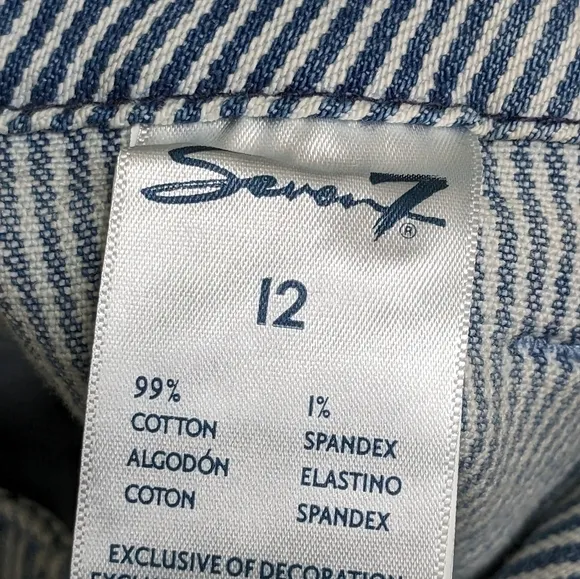 Seven7®
12
99% 1%
COTTON SPANDEX
ALGODÓN ELASTINO
COTON SPANDEX
EXCLUSIVE OF DECORATION